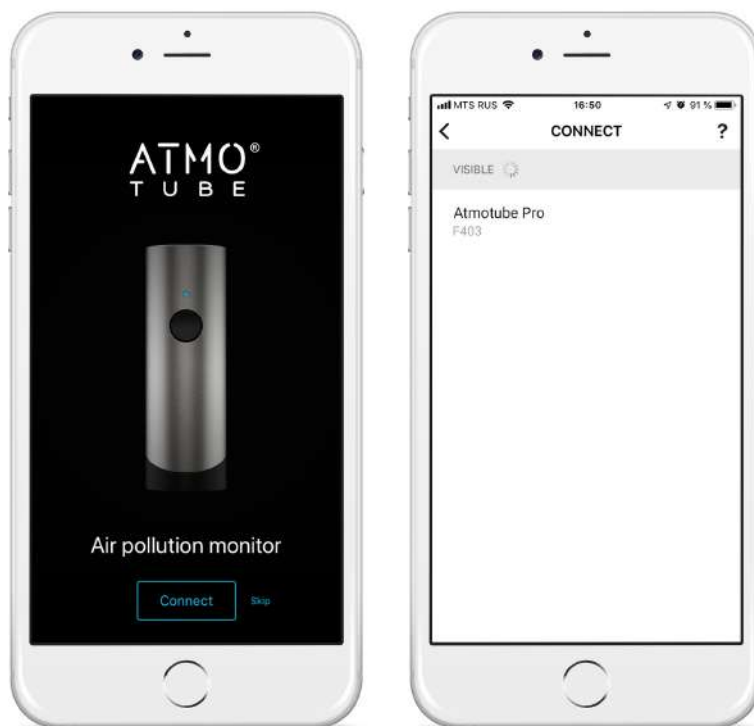 ATMO®
TUBE
Air pollution monitor
Connect
Skip
MTS RUS 16:50 91 %
CONNECT ?
VISIBLE
Atmotube Pro
F403